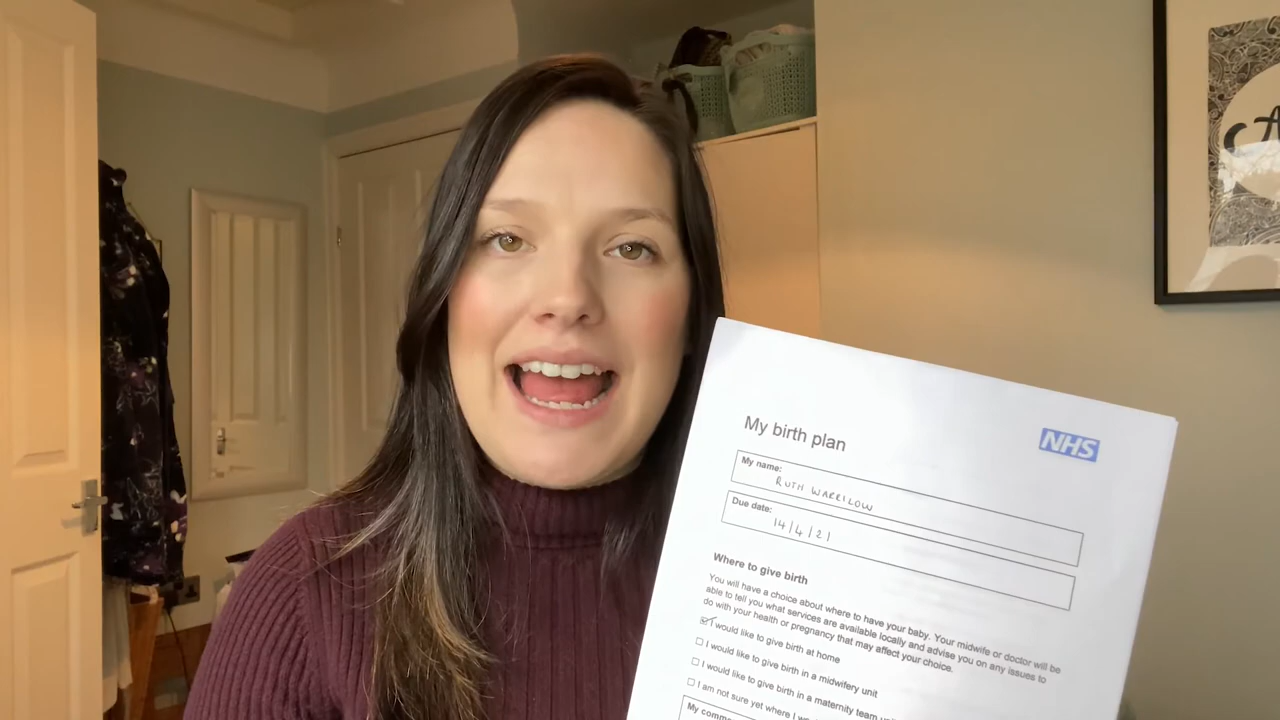 My birth plan
NHS
My name:
RUTH WARRILOW
Due date:
14/4/21
Where to give birth
You will have a choice about where to have your baby. Your midwife or doctor will be
able to tell you what services are available locally and advise you on any issues to
do with your health or pregnancy that may affect your choice.
I would like to give birth at home
I would like to give birth in a midwifery unit
I would like to give birth in a maternity team
I am not sure yet where I
My